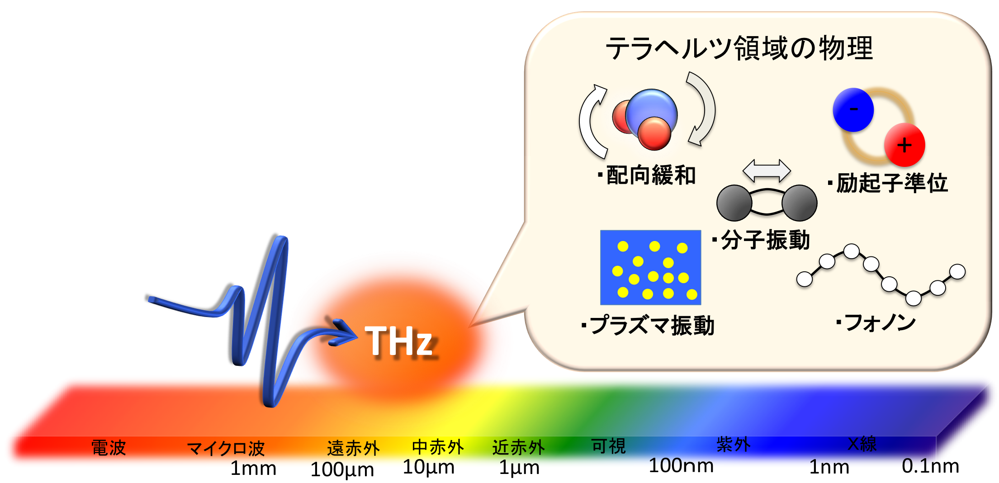 テラヘルツ領域の物理
-
+
・配向緩和
・励起子準位
・分子振動
・プラズマ振動
・フォノン
THz
電波
マイクロ波
遠赤外
中赤外
近赤外
可視
紫外
X線
1mm
100μm
10μm
1μm
100nm
1nm
0.1nm